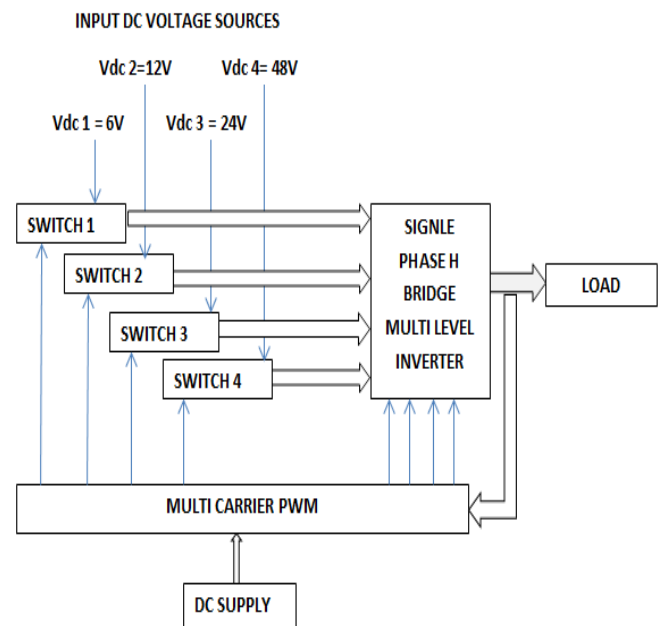 INPUT DC VOLTAGE SOURCES
Vdc 2=12V
Vdc 4= 48V
Vdc 1 = 6V
Vdc 3 = 24V
SWITCH 1
SWITCH 2
SWITCH 3
SWITCH 4
SIGNLE
PHASE H
BRIDGE
MULTI LEVEL
INVERTER
LOAD
MULTI CARRIER PWM
DC SUPPLY